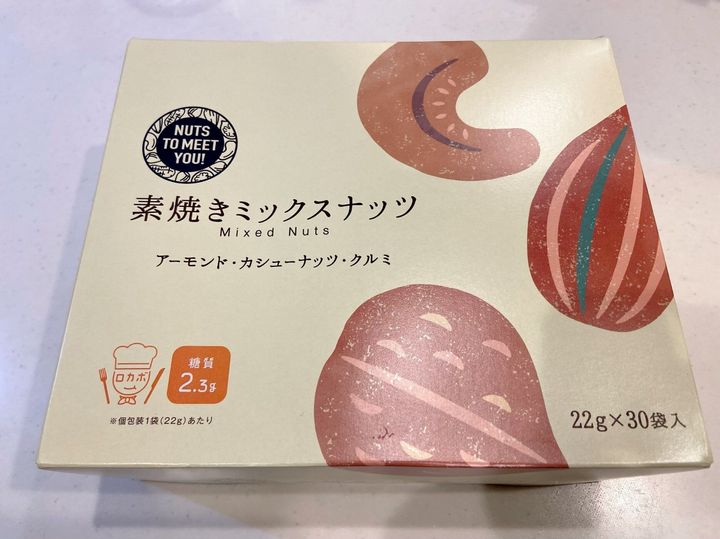 NUTS
TO MEET
YOU!
素焼きミックスナッツ
Mixed Nuts
アーモンド・カシューナッツ・クルミ
ロカボ
糖質
2.3g
※個包装1袋(22g)あたり
22g×30袋入